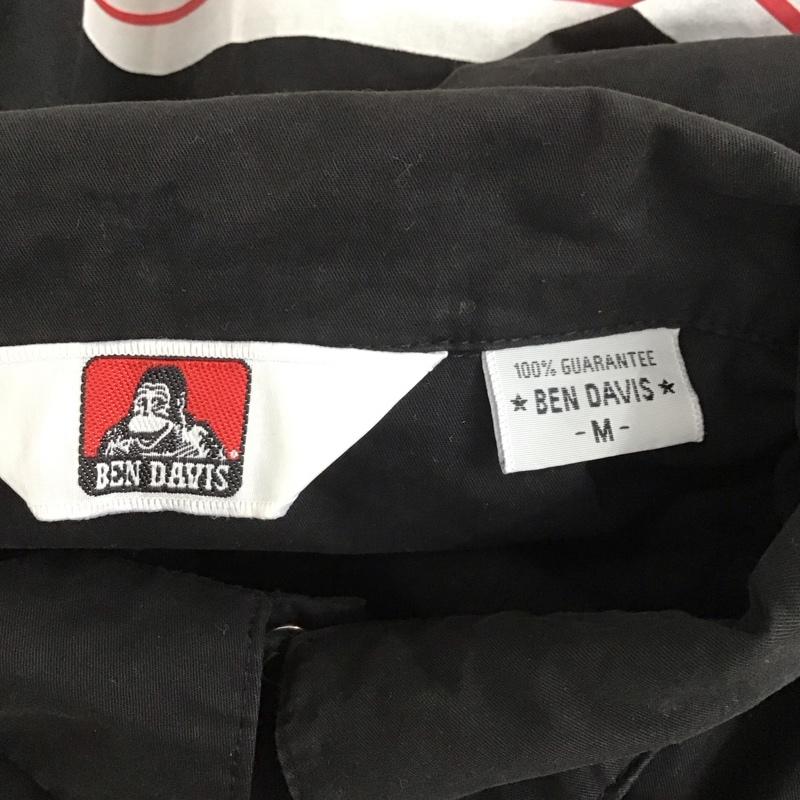 BEN DAVIS
100% GUARANTEE
★ BEN DAVIS ★
- M -